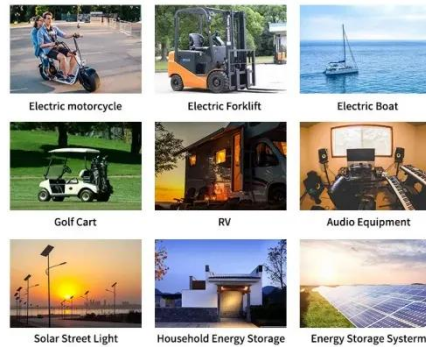 Electric motorcycle
Electric Forklift
Electric Boat
Golf Cart
RV
Audio Equipment
Solar Street Light
Household Energy Storage
Energy Storage Systerm